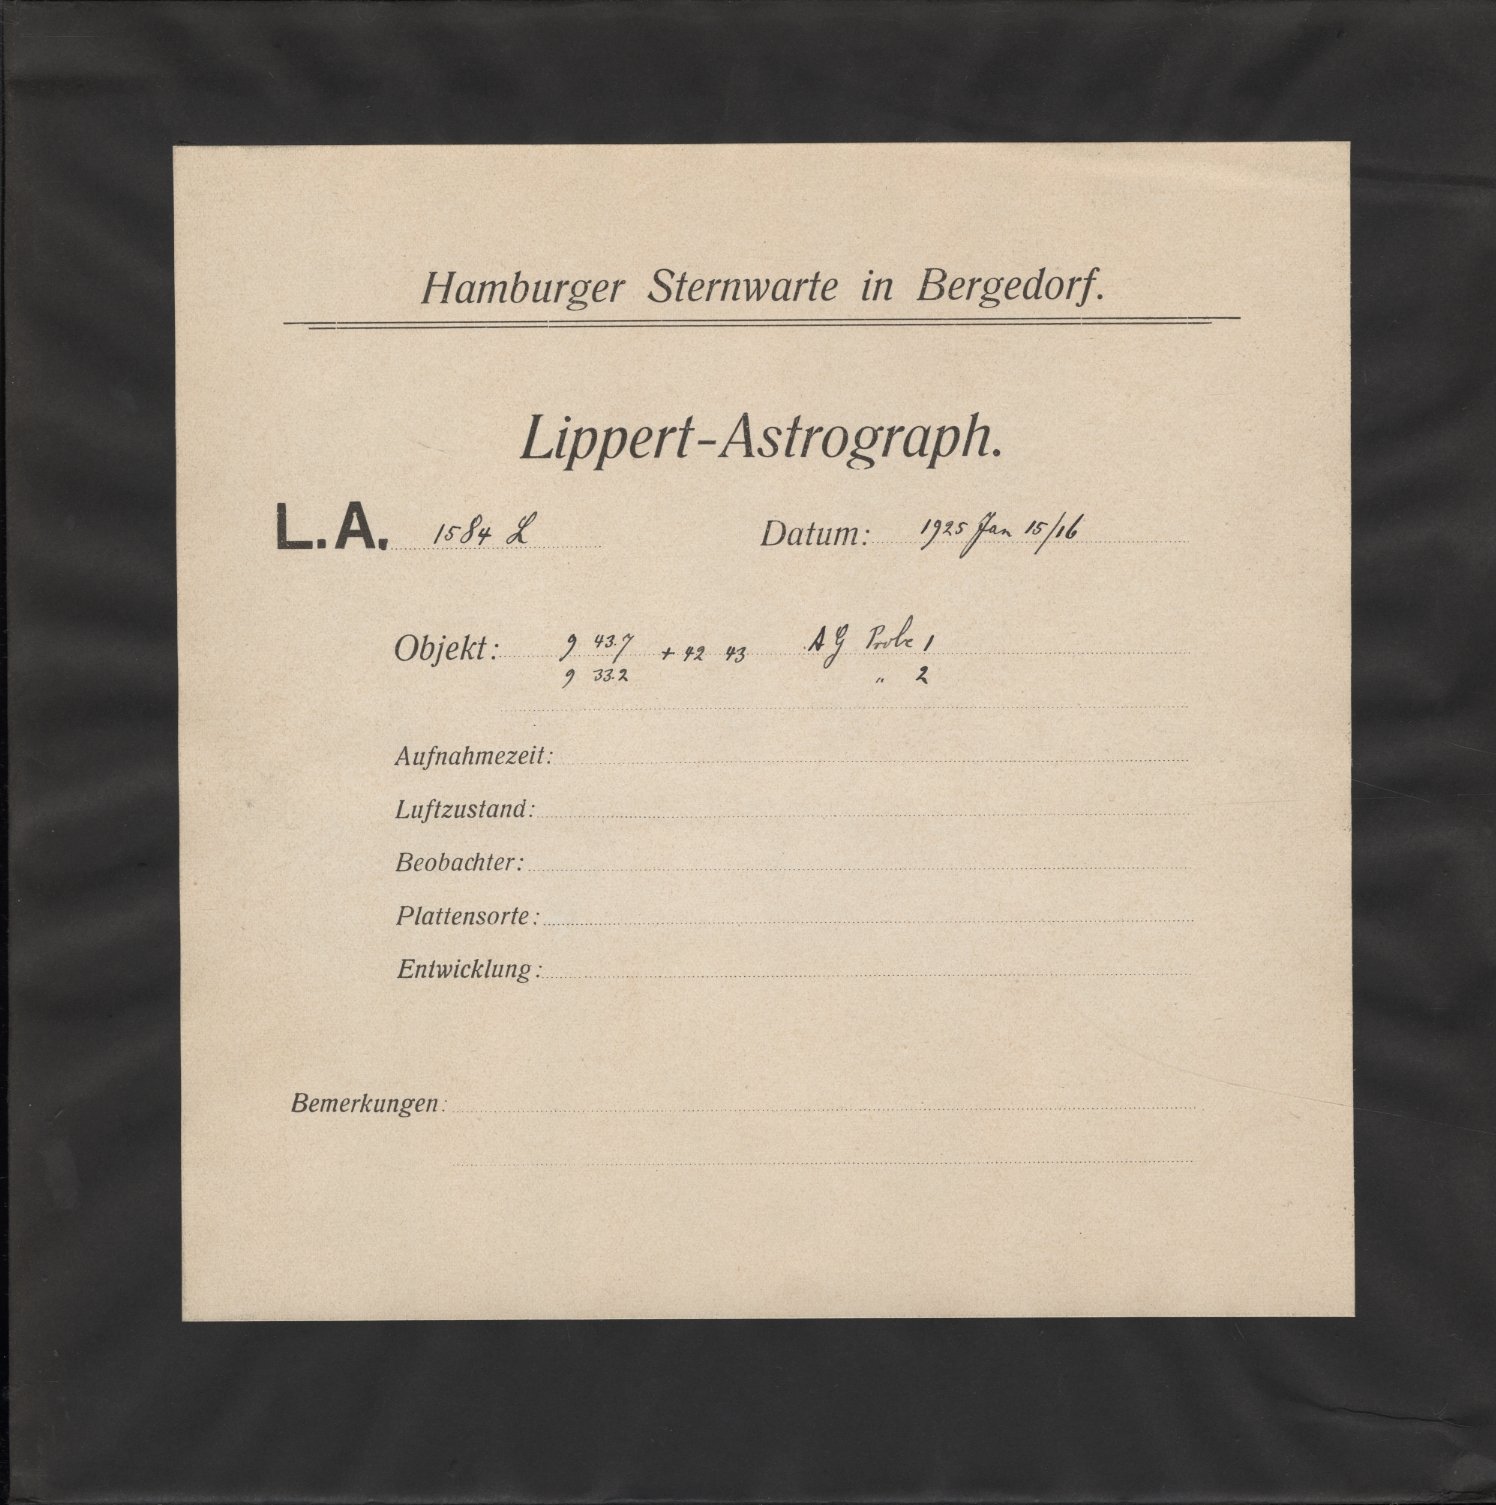 Hamburger Sternwarte in Bergedorf.
Lippert-Astrograph.
L.A. 1584 L Datum: 1925 Jan 15/16
Objekt: 9 43.7 + 42 43 AG Probe 1
9 33.2 " 2
Aufnahmezeit:
Luftzustand:
Beobachter:
Plattensorte:
Entwicklung:
Bemerkungen: